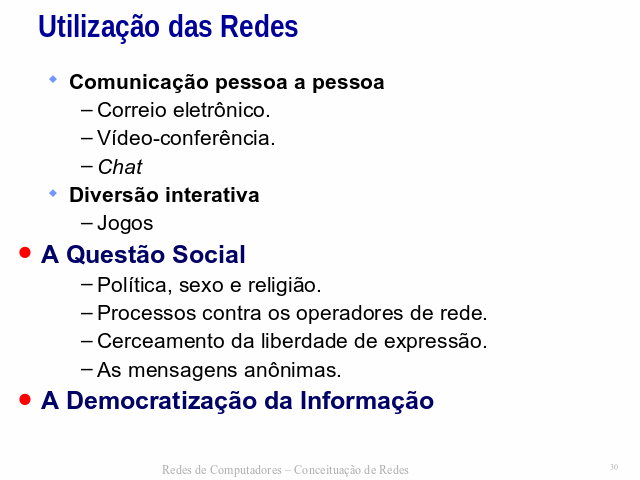 Utilização das Redes
Comunicação pessoa a pessoa
– Correio eletrônico.
– Vídeo-conferência.
– Chat
Diversão interativa
– Jogos
• A Questão Social
– Política, sexo e religião.
– Processos contra os operadores de rede.
– Cerceamento da liberdade de expressão.
– As mensagens anônimas.
• A Democratização da Informação
Redes de Computadores – Conceituação de Redes
30